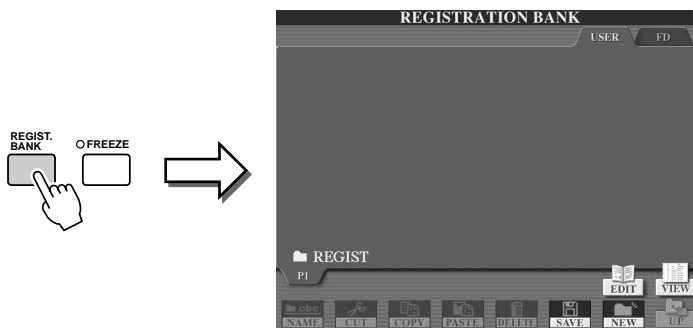 REGIST.
BANK
FREEZE
REGISTRATION BANK
USER
FD
REGIST
P1
EDIT
VIEW
abc
NAME
CUT
COPY
PASTE
DELETE
SAVE
NEW
UP